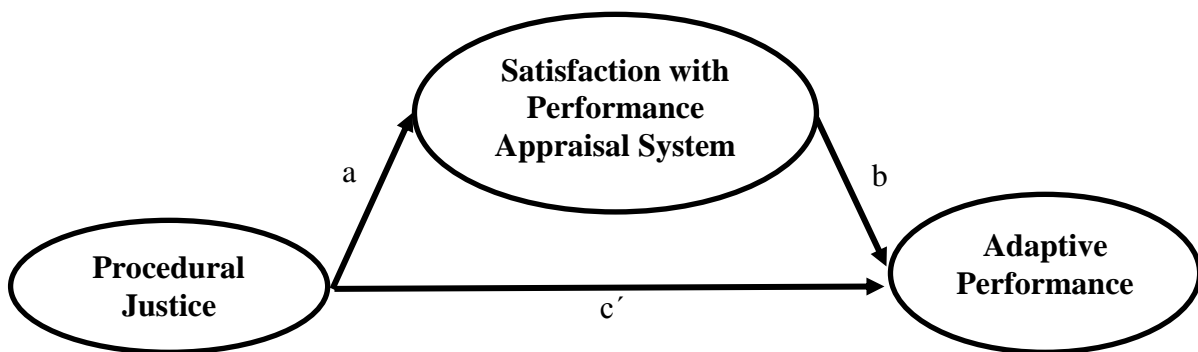 Satisfaction with
Performance
Appraisal System
a
b
Procedural
Justice
Adaptive
Performance
c´